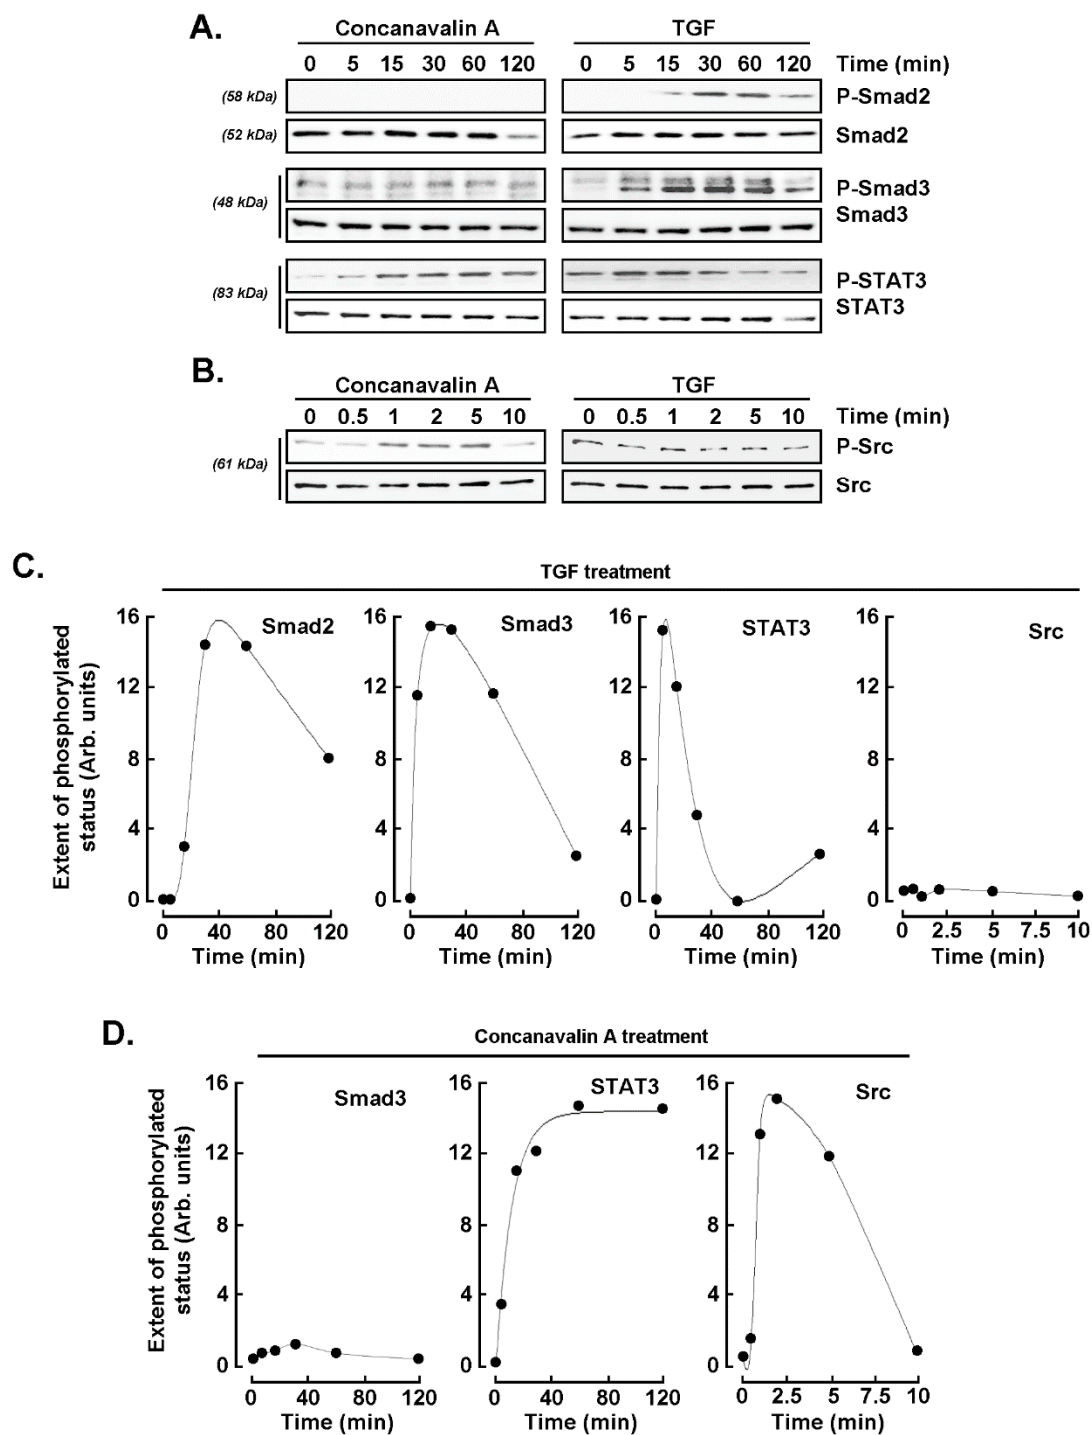 A.
Concanavalin A TGF
0 5 15 30 60 120 0 5 15 30 60 120 Time (min)
(58 kDa) P-Smad2
(52 kDa) Smad2
P-Smad3
(48 kDa)
Smad3
P-STAT3
(83 kDa)
STAT3
B.
Concanavalin A TGF
0 0.5 1 2 5 10 0 0.5 1 2 5 10 Time (min)
P-Src
(61 kDa)
Src
C.
TGF treatment
Extent of phosphorylated
status (Arb. units)
16
12
8
4
0
Smad2
0 40 80 120
Time (min)
16
12
8
4
0
Smad3
0 40 80 120
Time (min)
16
12
8
4
0
STAT3
0 40 80 120
Time (min)
16
12
8
4
0
Src
0 2.5 5 7.5 10
Time (min)
D.
Concanavalin A treatment
Extent of phosphorylated
status (Arb. units)
16
12
8
4
0
Smad3
0 40 80 120
Time (min)
16
12
8
4
0
STAT3
0 40 80 120
Time (min)
16
12
8
4
0
Src
0 2.5 5 7.5 10
Time (min)